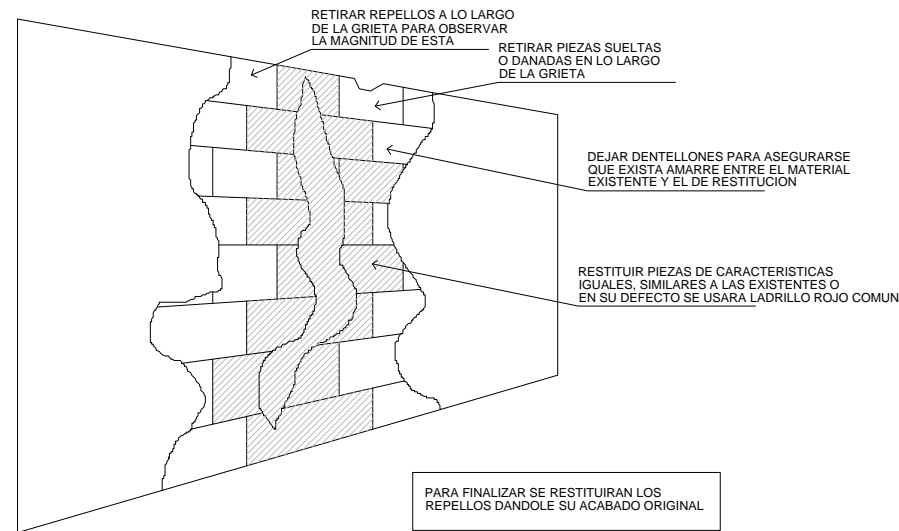 RETIRAR REPELLOS A LO LARGO
DE LA GRIETA PARA OBSERVAR
LA MAGNITUD DE ESTA
RETIRAR PIEZAS SUELTAS
O DANADAS EN LO LARGO
DE LA GRIETA
DEJAR DENTELLONES PARA ASEGURARSE
QUE EXISTA AMARRE ENTRE EL MATERIAL
EXISTENTE Y EL DE RESTITUCION
RESTITUIR PIEZAS DE CARACTERISTICAS
IGUALES, SIMILARES A LAS EXISTENTES O
EN SU DEFECTO SE USARA LADRILLO ROJO COMUN
PARA FINALIZAR SE RESTITUIRAN LOS
REPELLOS DANDOLE SU ACABADO ORIGINAL